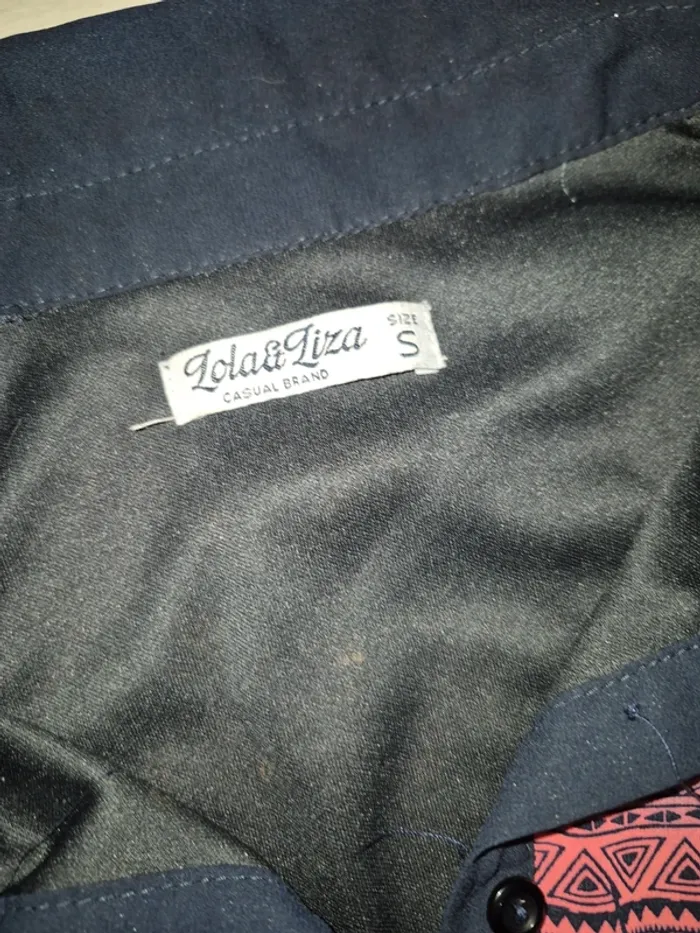 Lola & Liza
CASUAL BRAND
SIZE
S